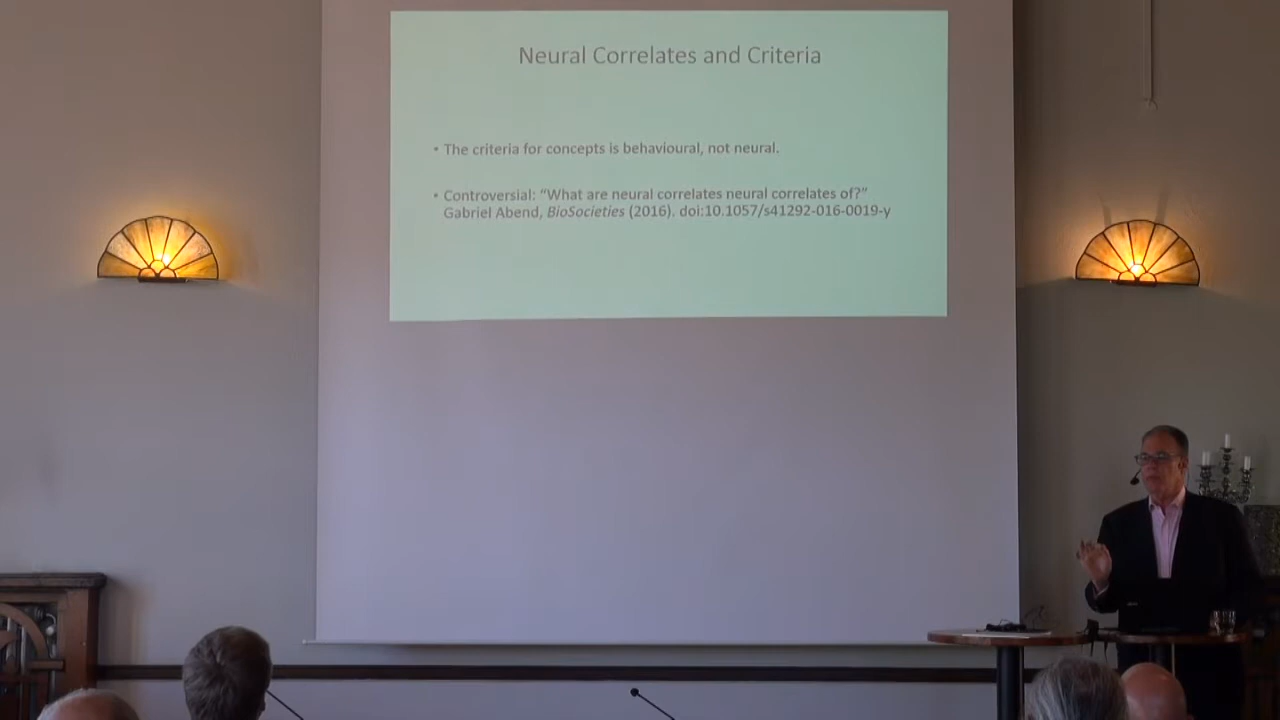 Neural Correlates and Criteria
• The criteria for concepts is behavioural, not neural.
• Controversial: “What are neural correlates neural correlates of?”
Gabriel Abend, BioSocieties (2016). doi:10.1057/s41292-016-0019-y